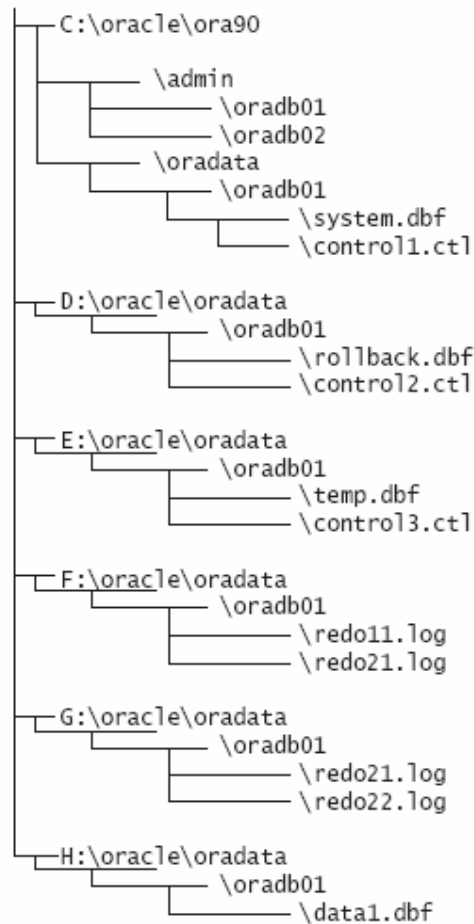 C:\oracle\ora90
\admin
\oradb01
\oradb02
\oradata
\oradb01
\system.dbf
\control1.ctl
D:\oracle\oradata
\oradb01
\rollback.dbf
\control2.ctl
E:\oracle\oradata
\oradb01
\temp.dbf
\control3.ctl
F:\oracle\oradata
\oradb01
\redo11.log
\redo21.log
G:\oracle\oradata
\oradb01
\redo21.log
\redo22.log
H:\oracle\oradata
\oradb01
\data1.dbf